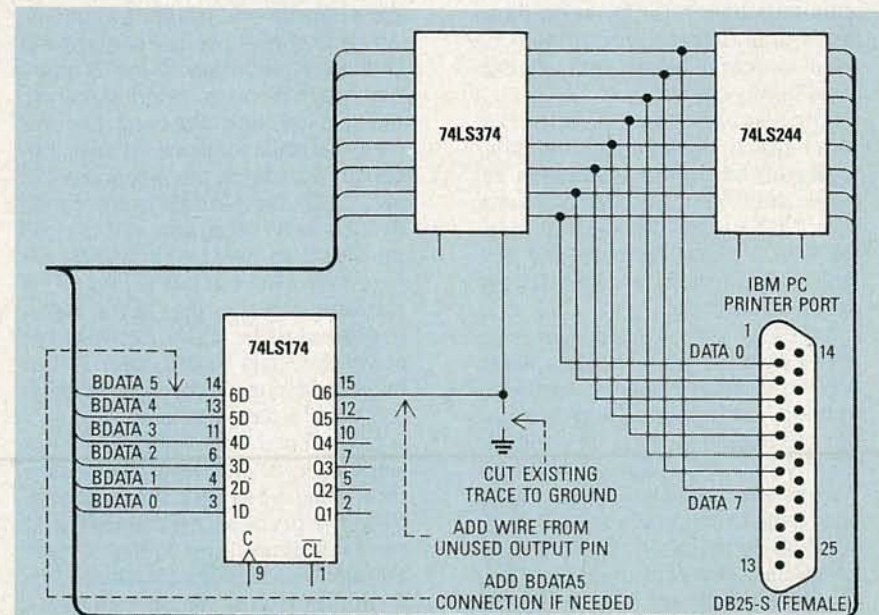 74LS374
74LS244
IBM PC
PRINTER PORT
1
14
DATA 0
DATA 7
13
25
DB25-S (FEMALE)
74LS174
BDATA 5 14 6D Q6 15
BDATA 4 13 5D Q5 12
BDATA 3 11 4D Q4 10
BDATA 2 6 3D Q3 7
BDATA 1 4 2D Q2 5
BDATA 0 3 1D Q1 2
C CL
9 1
CUT EXISTING
TRACE TO GROUND
ADD WIRE FROM
UNUSED OUTPUT PIN
ADD BDATA5
CONNECTION IF NEEDED